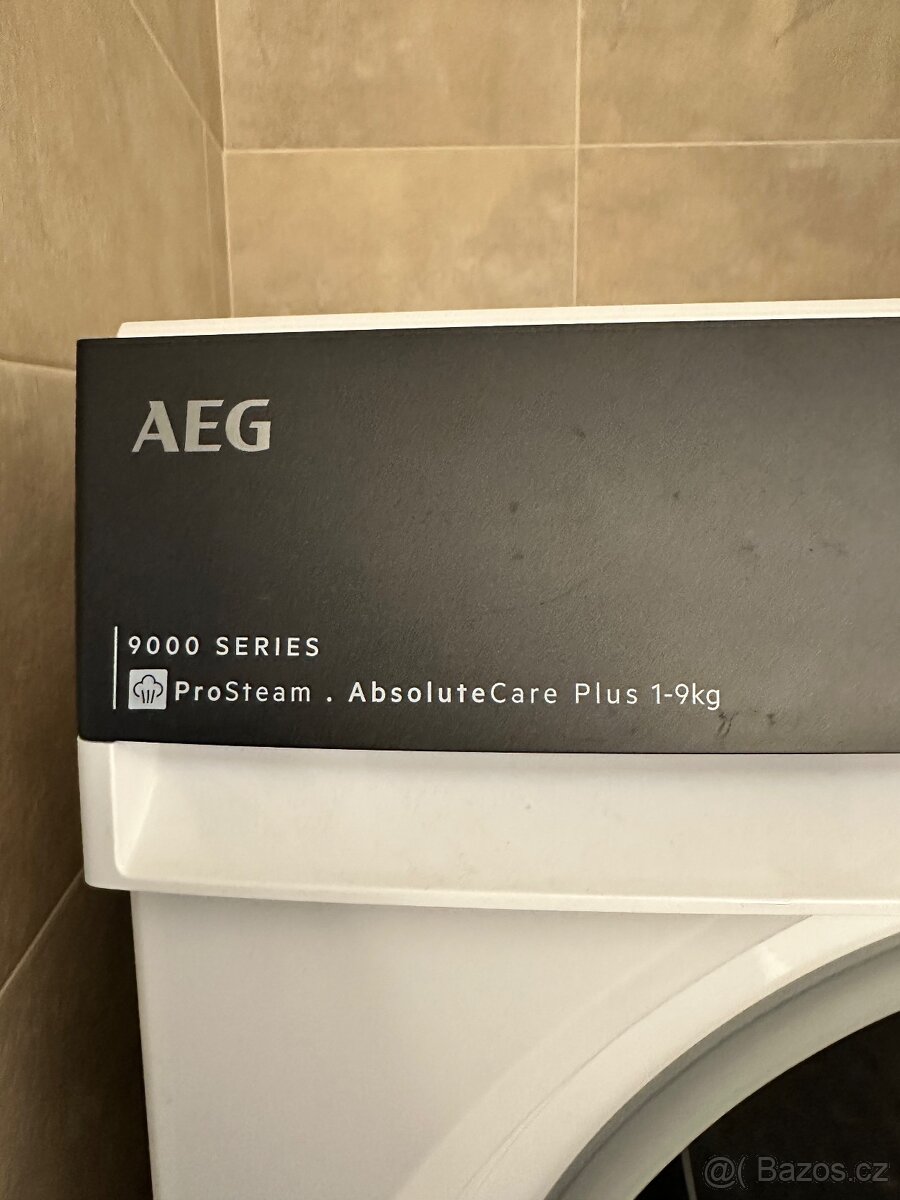 AEG
9000 SERIES
ProSteam . AbsoluteCare Plus 1-9kg
@( Bazos.cz